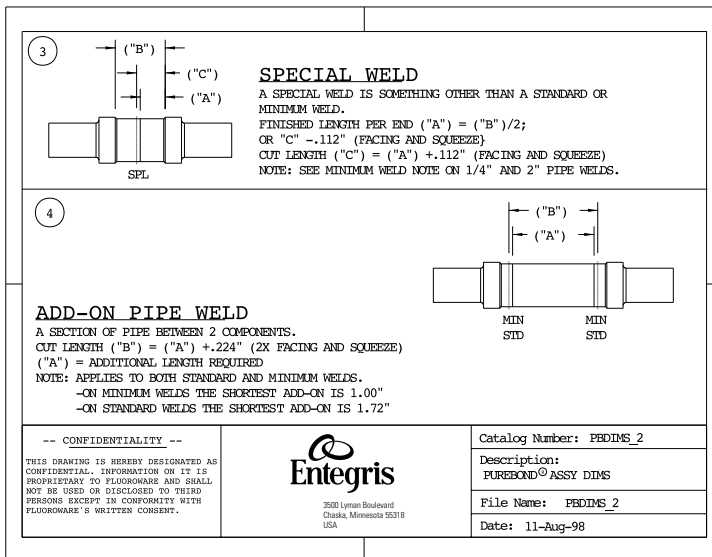 3
("B")
("C")
("A")
SPL
SPECIAL WELD
A SPECIAL WELD IS SOMETHING OTHER THAN A STANDARD OR
MINIMUM WELD.
FINISHED LENGTH PER END ("A") = ("B")/2;
OR "C" -.112" (FACING AND SQUEEZE}
CUT LENGTH ("C") = ("A") +.112" (FACING AND SQUEEZE)
NOTE: SEE MINIMUM WELD NOTE ON 1/4" AND 2" PIPE WELDS.
4
("B")
("A")
MIN MIN
STD STD
ADD-ON PIPE WELD
A SECTION OF PIPE BETWEEN 2 COMPONENTS.
CUT LENGTH ("B") = ("A") +.224" (2X FACING AND SQUEEZE)
("A") = ADDITIONAL LENGTH REQUIRED
NOTE: APPLIES TO BOTH STANDARD AND MINIMUM WELDS.
-ON MINIMUM WELDS THE SHORTEST ADD-ON IS 1.00"
-ON STANDARD WELDS THE SHORTEST ADD-ON IS 1.72"
-- CONFIDENTIALITY --
THIS DRAWING IS HEREBY DESIGNATED AS
CONFIDENTIAL. INFORMATION ON IT IS
PROPRIETARY TO FLUOROWARE AND SHALL
NOT BE USED OR DISCLOSED TO THIRD
PERSONS EXCEPT IN CONFORMITY WITH
FLUOROWARE'S WRITTEN CONSENT.
Entegris
3500 Lyman Boulevard
Chaska, Minnesota 55318
USA
Catalog Number: PBDIMS_2
Description:
PUREBOND® ASSY DIMS
File Name: PBDIMS_2
Date: 11-Aug-98